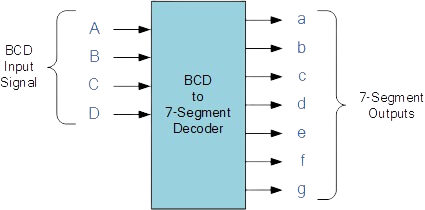 BCD
Input
Signal
A
B
C
D
BCD
to
7-Segment
Decoder
a
b
c
d
e
f
g
7-Segment
Outputs